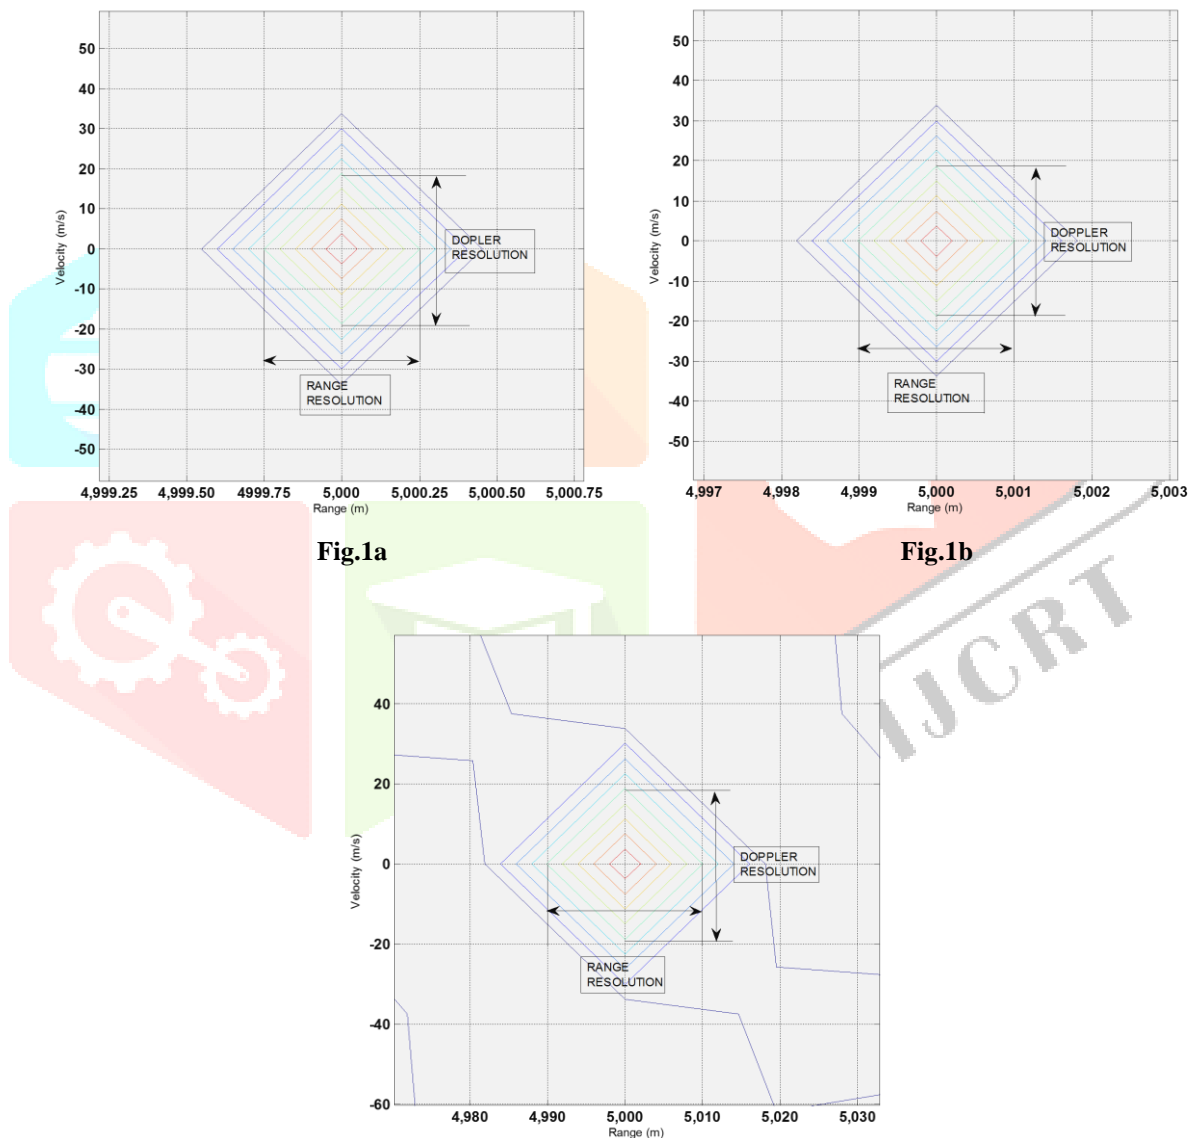 50
40
30
20
10
0
-10
-20
-30
-40
-50
Velocity (m/s)
DOPLER
RESOLUTION
RANGE
RESOLUTION
4,999.25 4,999.50 4999.75 5,000 5,000.25 5,000.50 5,000.75
Range (m)
Fig.1a
50
40
30
20
10
0
-10
-20
-30
-40
-50
Velocity (m/s)
DOPPLER
RESOLUTION
RANGE
RESOLUTION
4,997 4,998 4,999 5,000 5,001 5,002 5,003
Range (m)
Fig.1b
IJCRT
40
20
0
-20
-40
-60
Velocity (m/s)
DOPPLER
RESOLUTION
RANGE
RESOLUTION
4,980 4,990 5,000 5,010 5,020 5,030
Range (m)